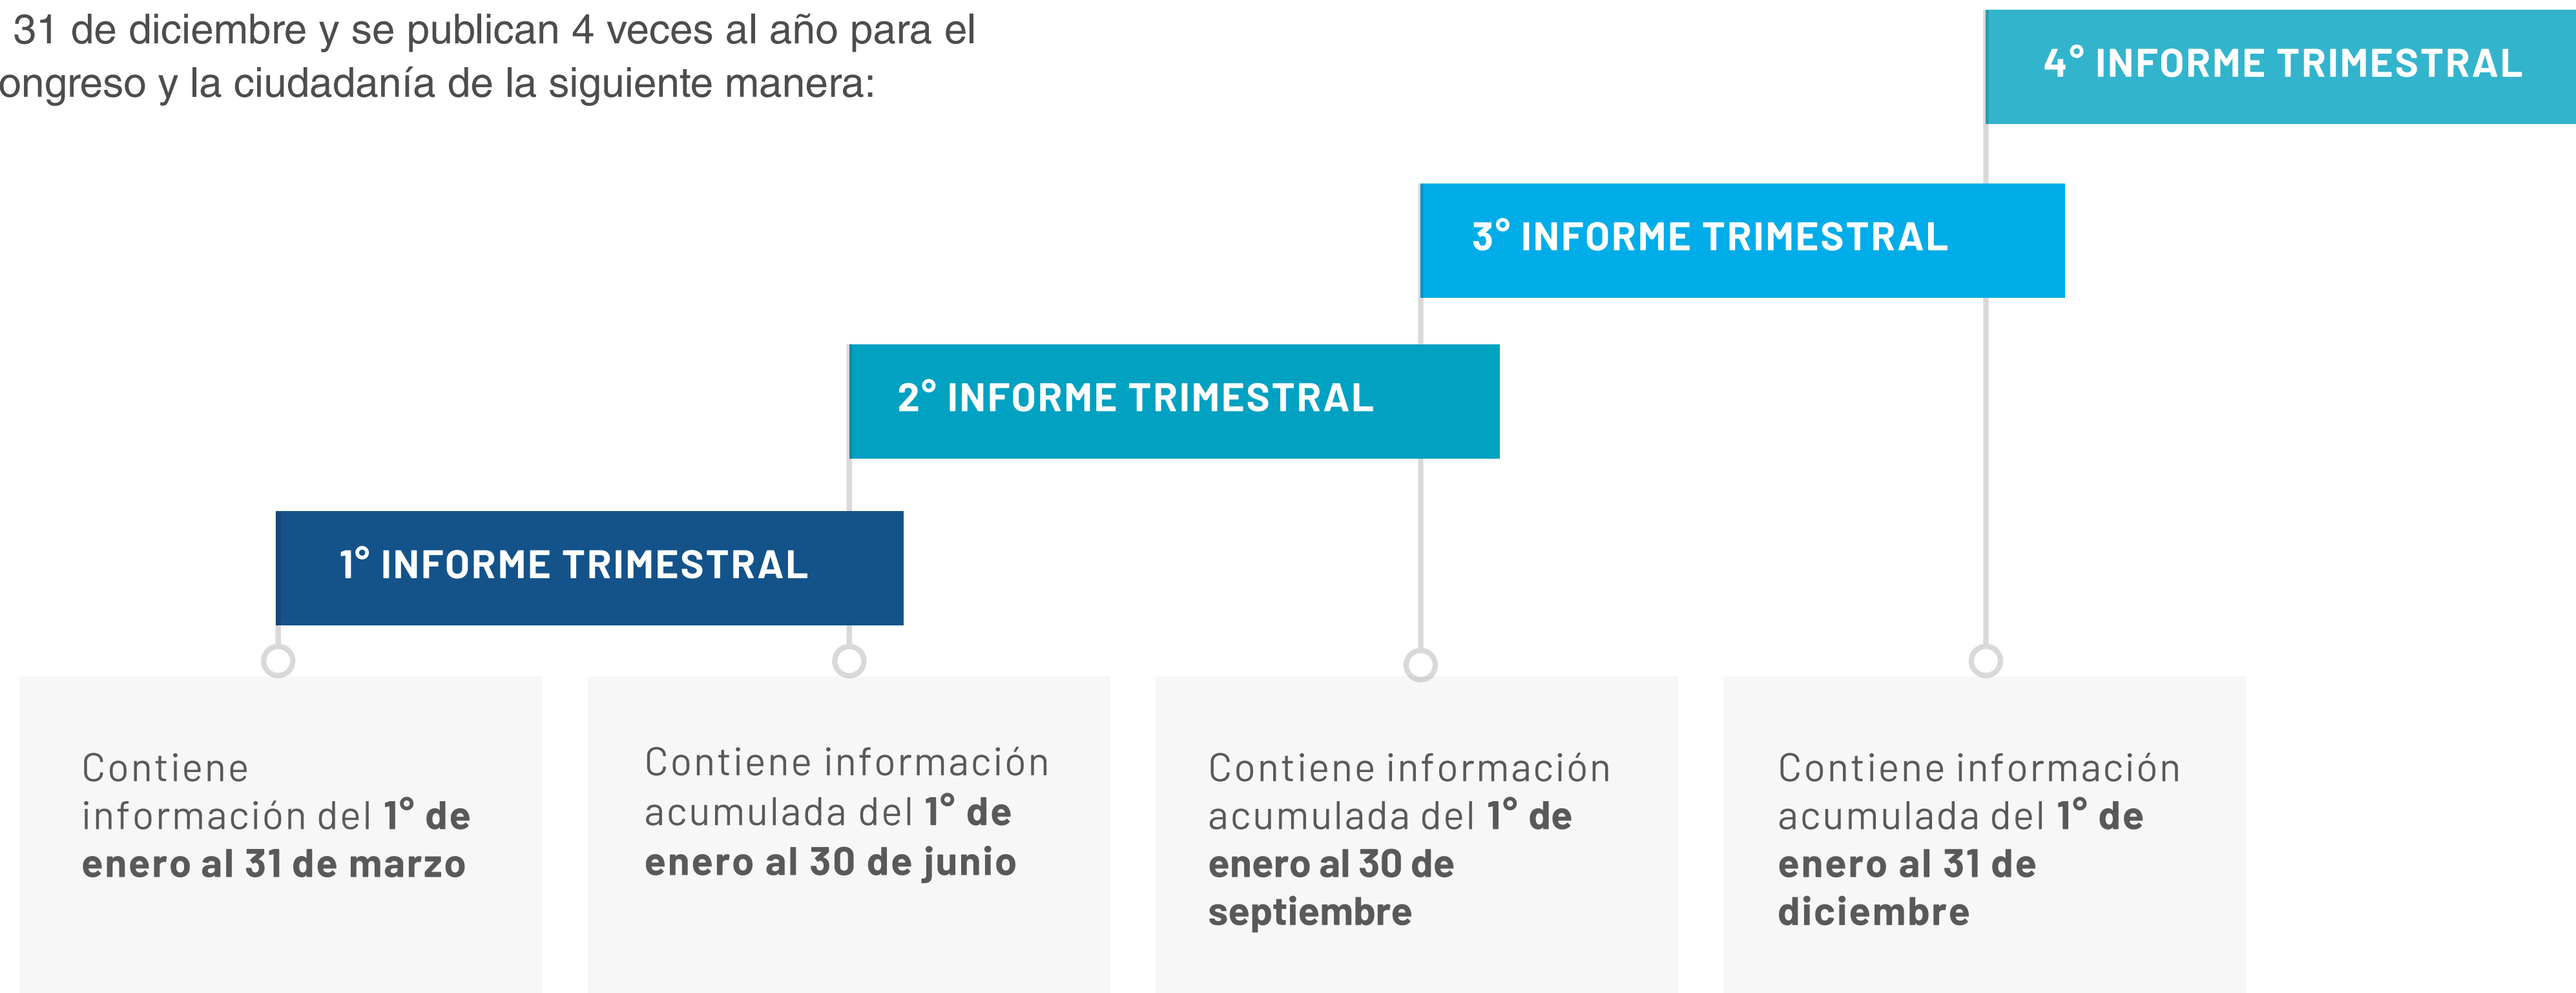 31 de diciembre y se publican 4 veces al año para el
ongreso y la ciudadanía de la siguiente manera:
4° INFORME TRIMESTRAL
3° INFORME TRIMESTRAL
2° INFORME TRIMESTRAL
1° INFORME TRIMESTRAL
Contiene
información del 1° de
enero al 31 de marzo
Contiene información
acumulada del 1° de
enero al 30 de junio
Contiene información
acumulada del 1° de
enero al 30 de
septiembre
Contiene información
acumulada del 1° de
enero al 31 de
diciembre